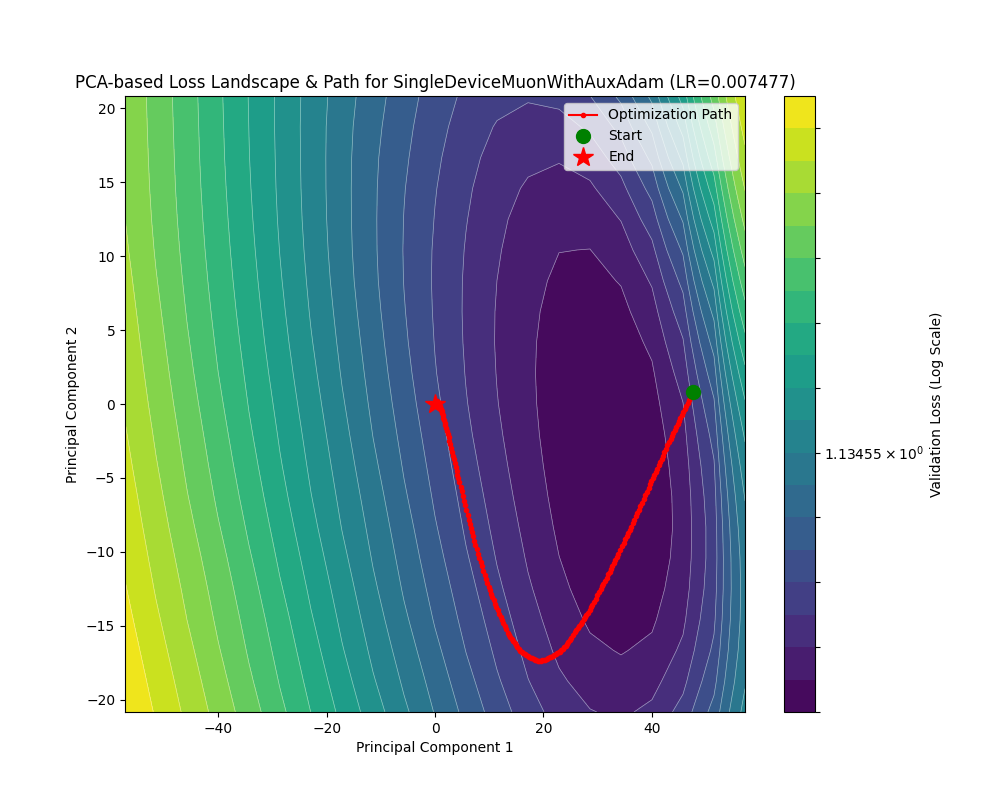 PCA-based Loss Landscape & Path for SingleDeviceMuonWithAuxAdam (LR=0.007477)
Optimization Path
Start
End
20
15
10
5
0
−5
−10
−15
−20
Principal Component 2
−40
−20
0
20
40
Principal Component 1
1.13455 × 10⁰
Validation Loss (Log Scale)